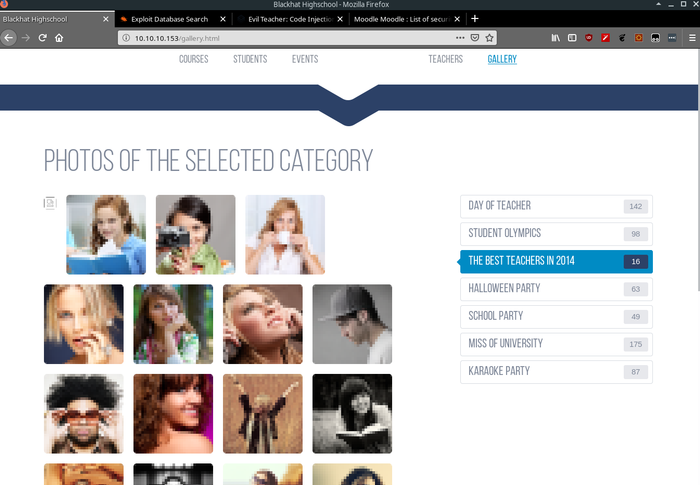 Blackhat Highschool - Mozilla Firefox
Blackhat Highschool
Exploit Database Search
Evil Teacher: Code Injectio
Moodle Moodle : List of secur
10.10.10.153/gallery.html
COURSES STUDENTS EVENTS TEACHERS GALLERY
PHOTOS OF THE SELECTED CATEGORY
DAY OF TEACHER 142
STUDENT OLYMPICS 98
THE BEST TEACHERS IN 2014 16
HALLOWEEN PARTY 63
SCHOOL PARTY 49
MISS OF UNIVERSITY 175
KARAOKE PARTY 87